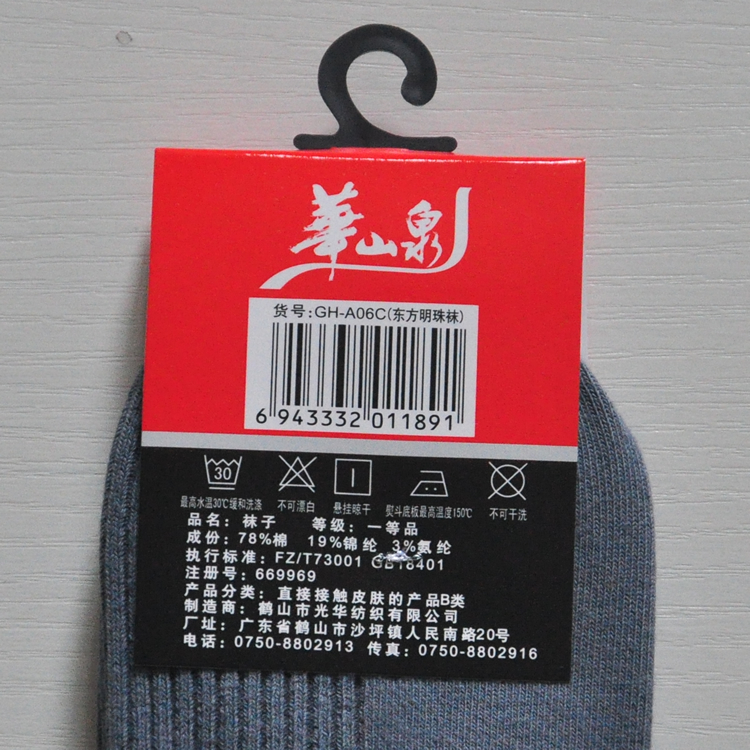 華山泉
货号:GH-A06C(东方明珠袜)
6 943332 011891
30
最高水温30℃缓和洗涤 不可漂白 悬挂晾干 熨斗底板最高温度150℃ 不可干洗
品名: 袜子 等级: 一等品
成份: 78%棉 19%锦纶 3%氨纶
执行标准: FZ/T73001 GB18401
注册号: 669969
产品分类: 直接接触皮肤的产品B类
制造商: 鹤山市光华纺织有限公司
厂址: 广东省鹤山市沙坪镇人民南路20号
电话: 0750-8802913 传真: 0750-8802916